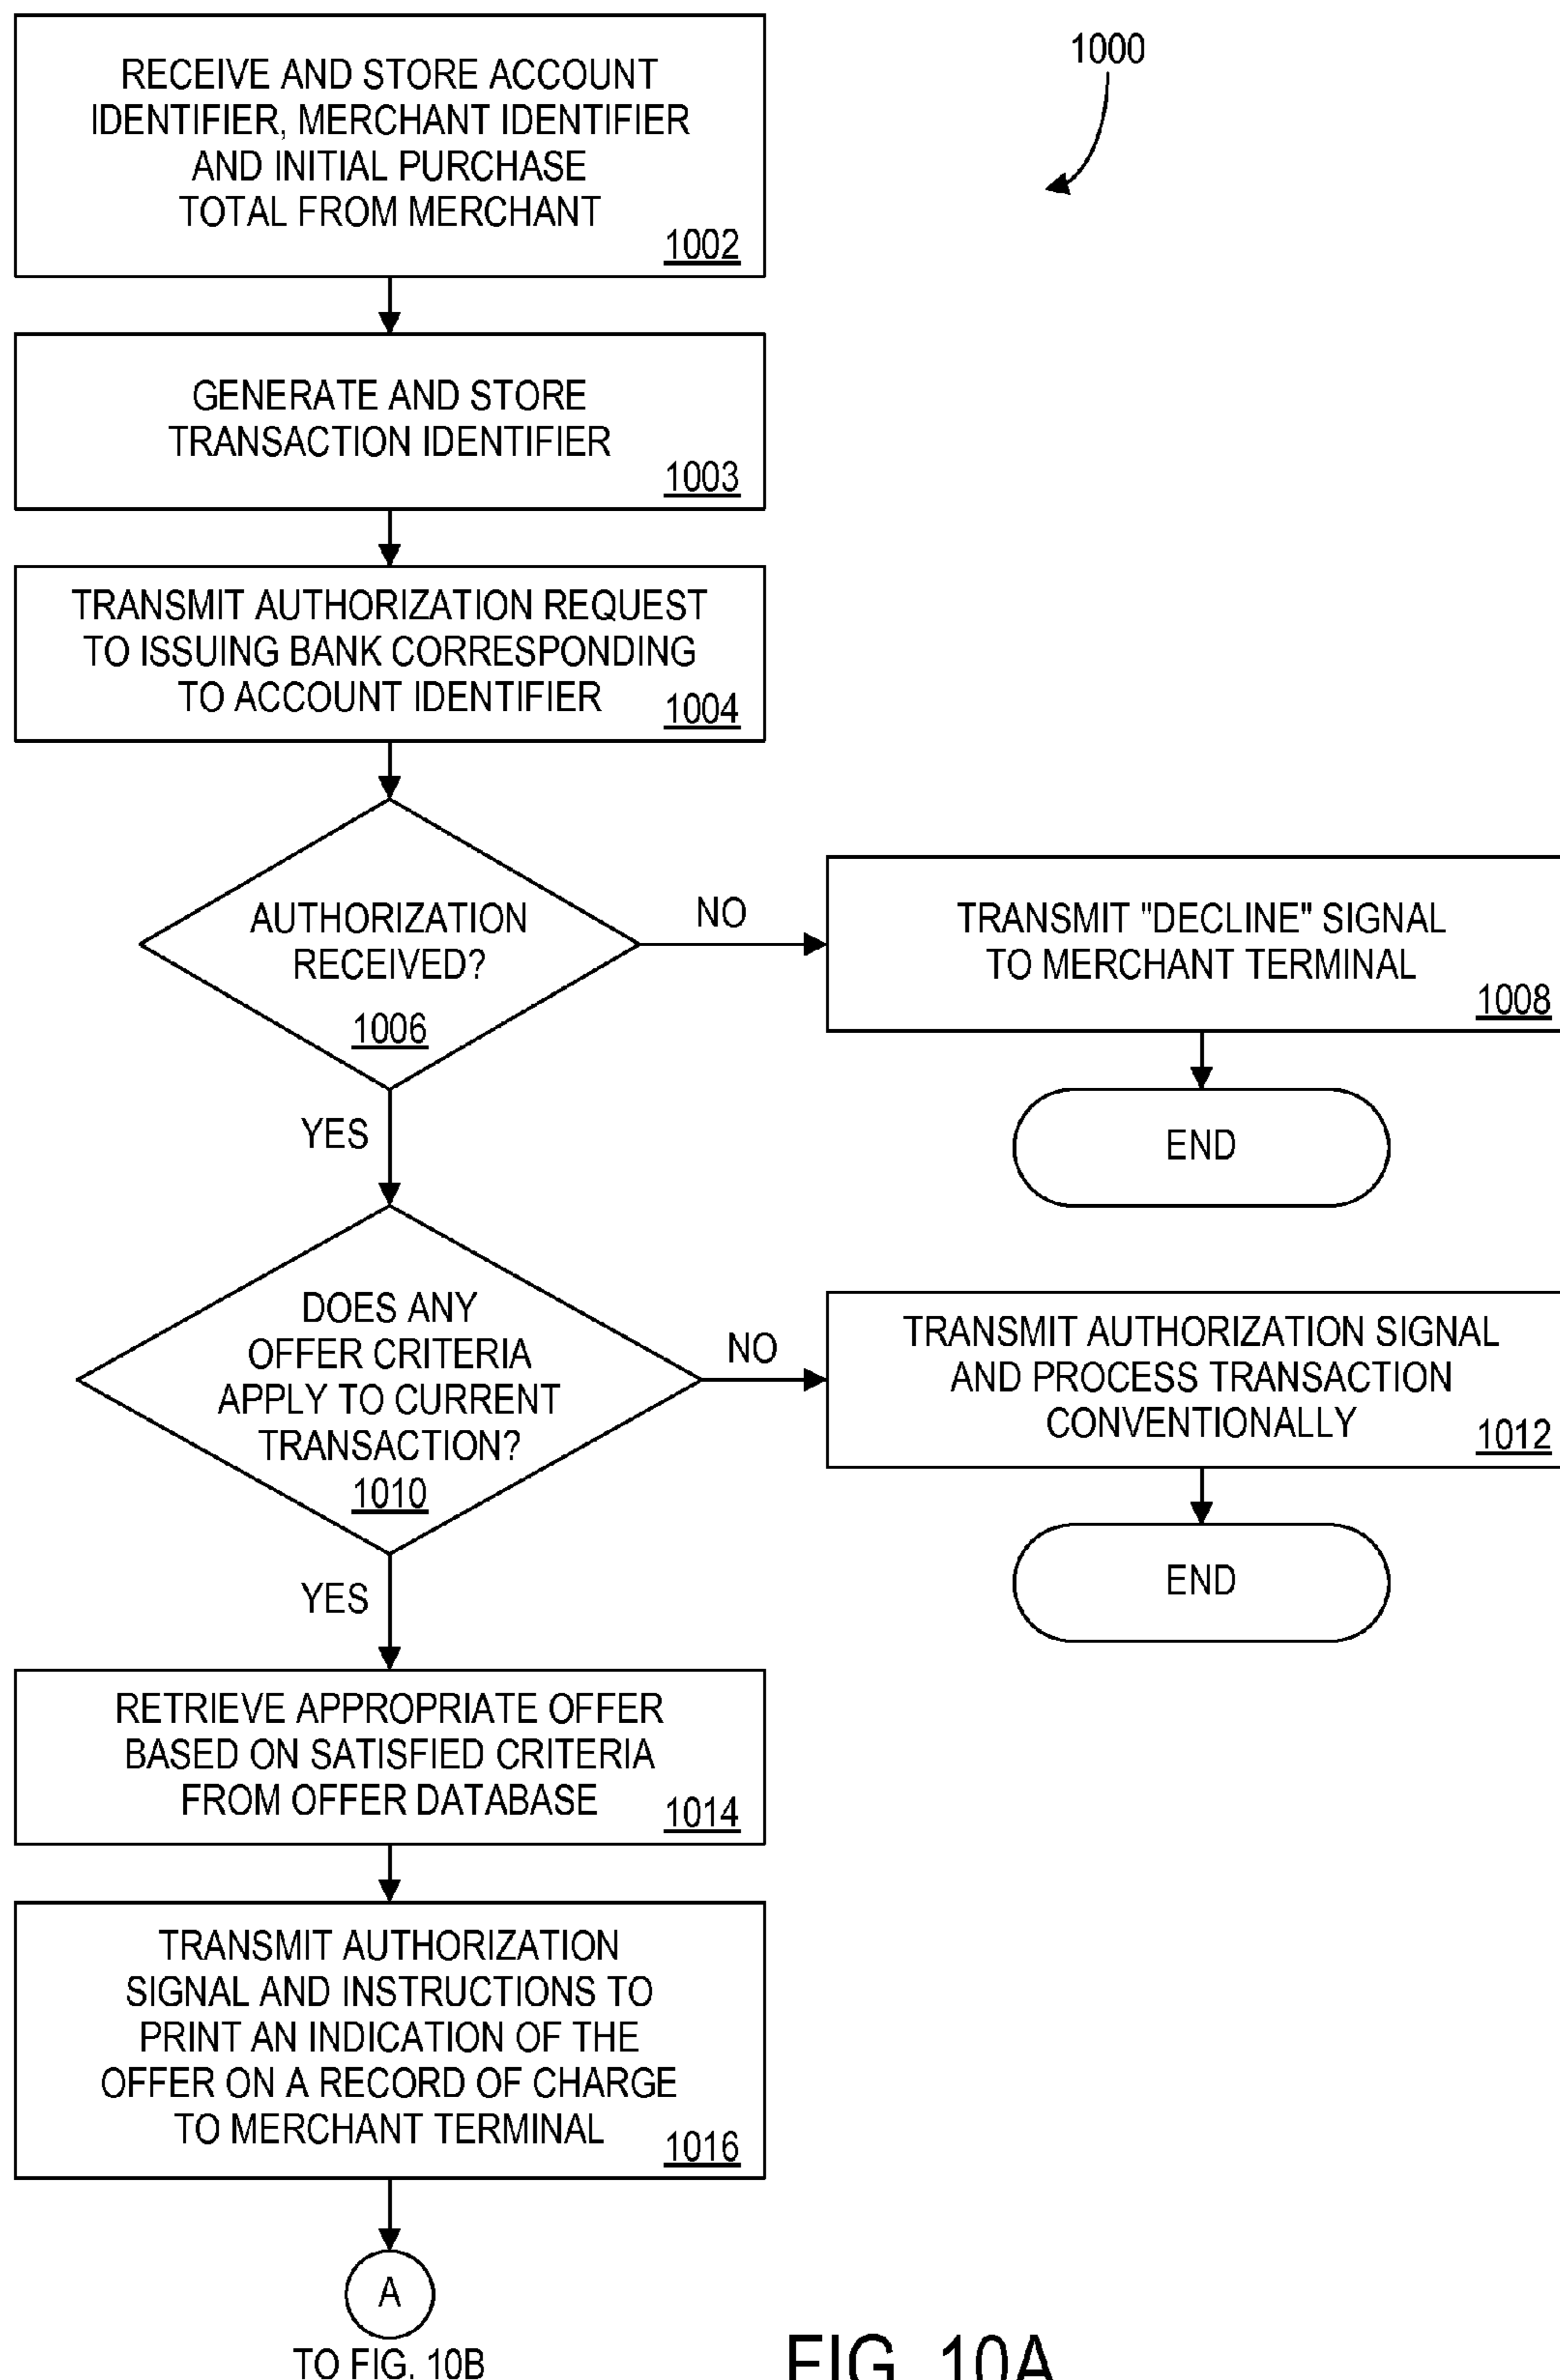 RECEIVE AND STORE ACCOUNT
IDENTIFIER, MERCHANT IDENTIFIER
AND INITIAL PURCHASE
TOTAL FROM MERCHANT
1002
1000
GENERATE AND STORE
TRANSACTION IDENTIFIER
1003
TRANSMIT AUTHORIZATION REQUEST
TO ISSUING BANK CORRESPONDING
TO ACCOUNT IDENTIFIER
1004
AUTHORIZATION
RECEIVED?
1006
NO
TRANSMIT "DECLINE" SIGNAL
TO MERCHANT TERMINAL
1008
END
YES
DOES ANY
OFFER CRITERIA
APPLY TO CURRENT
TRANSACTION?
1010
NO
TRANSMIT AUTHORIZATION SIGNAL
AND PROCESS TRANSACTION
CONVENTIONALLY
1012
END
YES
RETRIEVE APPROPRIATE OFFER
BASED ON SATISFIED CRITERIA
FROM OFFER DATABASE
1014
TRANSMIT AUTHORIZATION
SIGNAL AND INSTRUCTIONS TO
PRINT AN INDICATION OF THE
OFFER ON A RECORD OF CHARGE
TO MERCHANT TERMINAL
1016
A
TO FIG. 10B
FIG. 10A